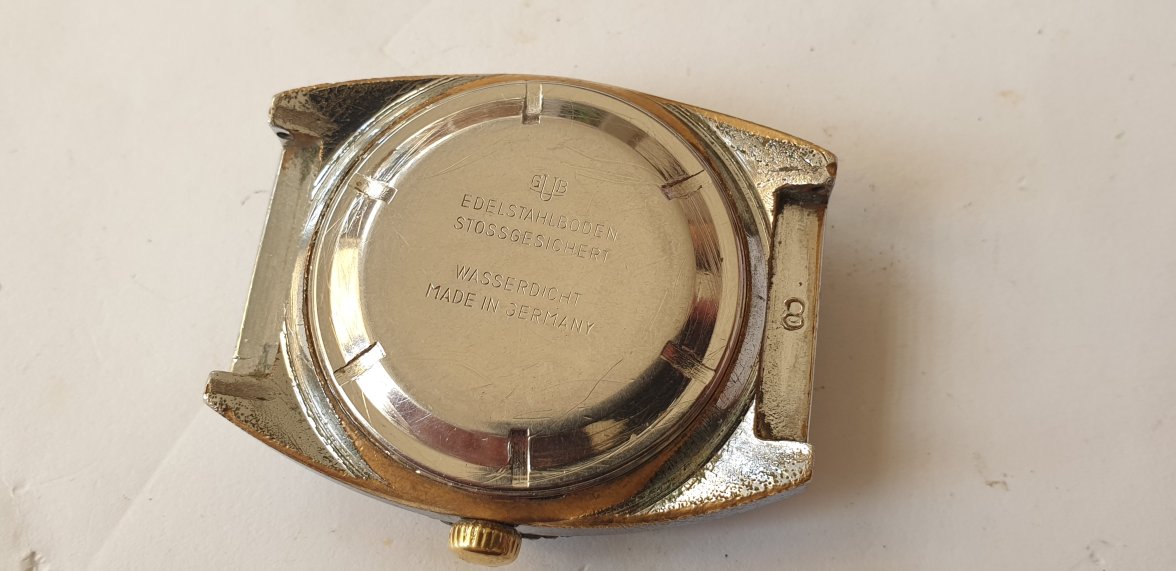 GUB
EDELSTAHLBODEN
STOSSGESICHERT
WASSERDICHT
MADE IN GERMANY